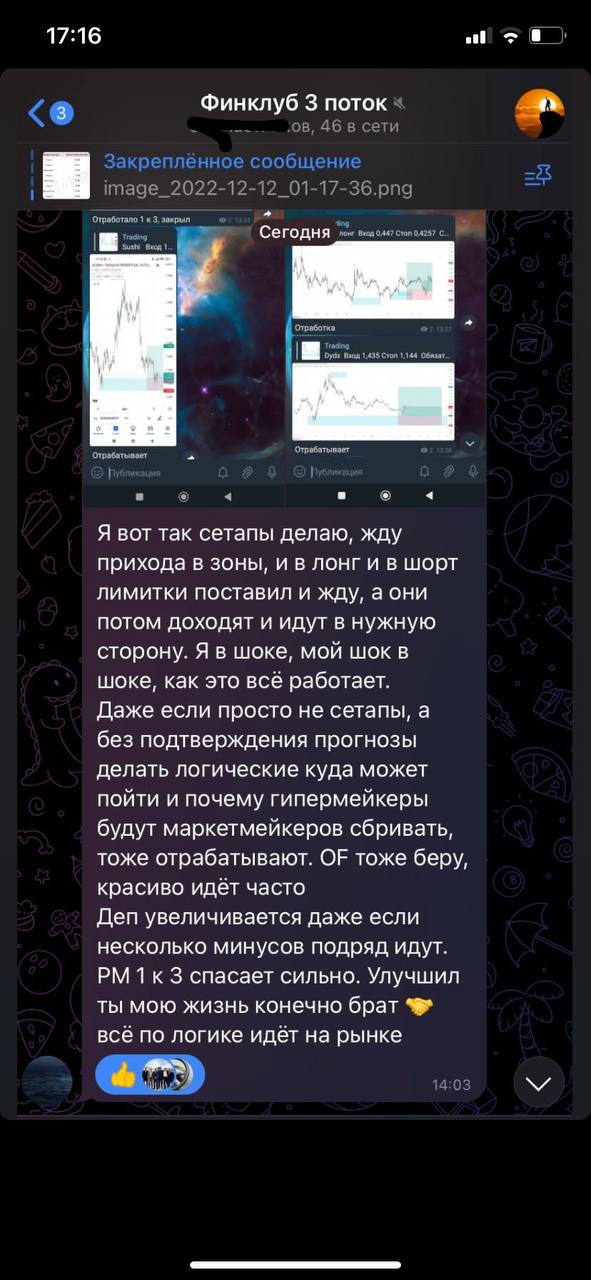 17:16
3
Финклуб 3 поток
ов, 46 в сети
Закреплённое сообщение
image_2022-12-12_01-17-36.png
Сегодня
Отработало 1 к 3, закрыл
Trading
Sushi Вход 1...
Отрабатывает
Публикация
лонг Вход 0,447 Стоп 0,4257 С...
Отработка
Trading
Dydx Вход 1,435 Стоп 1,144 Обязат...
Отрабатывает
Публикация
Я вот так сетапы делаю, жду
прихода в зоны, и в лонг и в шорт
лимитки поставил и жду, а они
потом доходят и идут в нужную
сторону. Я в шоке, мой шок в
шоке, как это всё работает.
Даже если просто не сетапы, а
без подтверждения прогнозы
делать логические куда может
пойти и почему гипермейкеры
будут маркетмейкеров сбривать,
тоже отрабатывают. OF тоже беру,
красиво идёт часто
Деп увеличивается даже если
несколько минусов подряд идут.
РМ 1 к 3 спасает сильно. Улучшил
ты мою жизнь конечно брат 🤝
всё по логике идёт на рынке
14:03